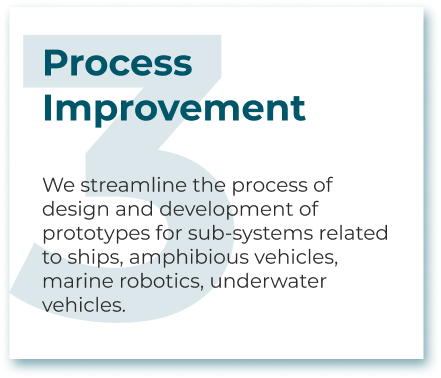 3
Process
Improvement
We streamline the process of
design and development of
prototypes for sub-systems related
to ships, amphibious vehicles,
marine robotics, underwater
vehicles.